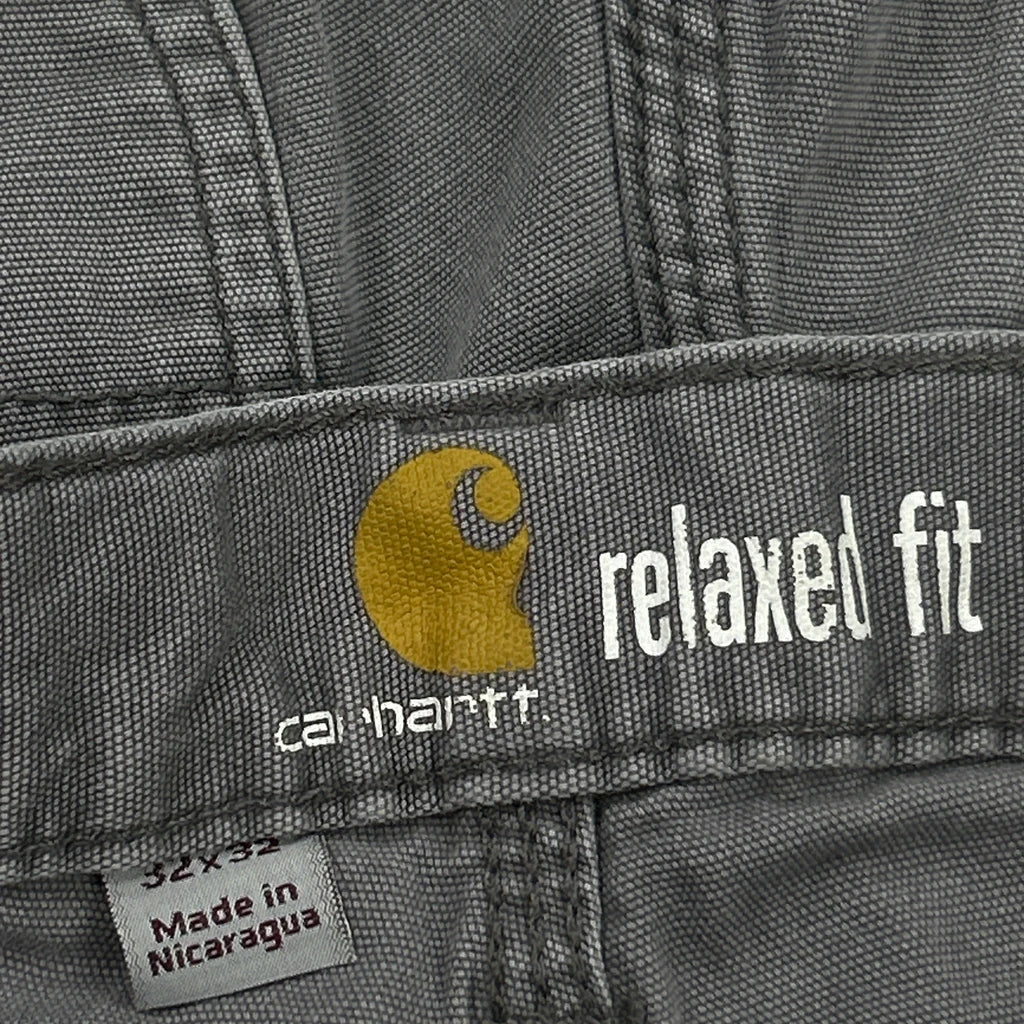 relaxed fit
carhartt.
32x32
Made in
Nicaragua